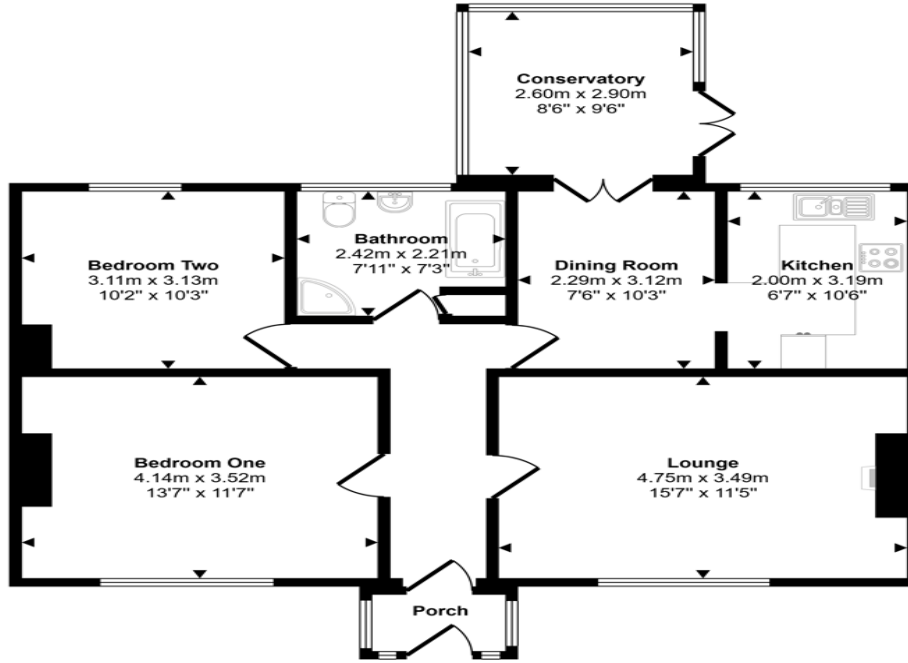 Conservatory
2.60m x 2.90m
8'6" x 9'6"
Bedroom Two
3.11m x 3.13m
10'2" x 10'3"
Bathroom
2.42m x 2.21m
7'11" x 7'3"
Dining Room
2.29m x 3.12m
7'6" x 10'3"
Kitchen
2.00m x 3.19m
6'7" x 10'6"
Bedroom One
4.14m x 3.52m
13'7" x 11'7"
Lounge
4.75m x 3.49m
15'7" x 11'5"
Porch